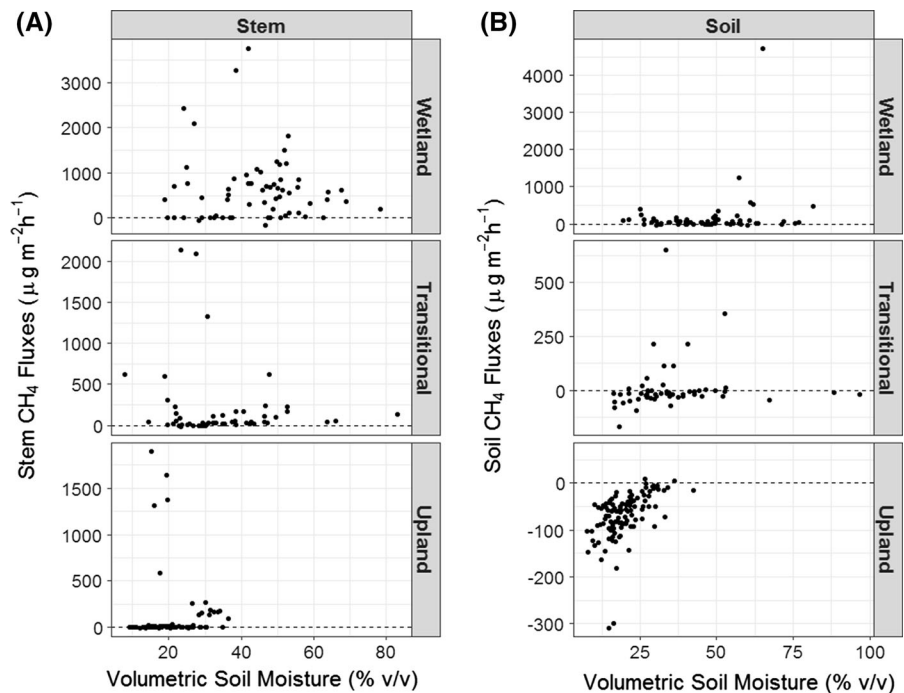 (A)
Stem
Stem CH4 Fluxes (μ g m−2h−1)
3000
2000
1000
0
Wetland
2000
1500
1000
500
0
Transitional
1500
1000
500
0
Upland
20 40 60 80
Volumetric Soil Moisture (% v/v)
(B)
Soil
Soil CH4 Fluxes (μ g m−2h−1)
4000
3000
2000
1000
0
Wetland
500
250
0
Transitional
0
-100
-200
-300
Upland
25 50 75 100
Volumetric Soil Moisture (% v/v)